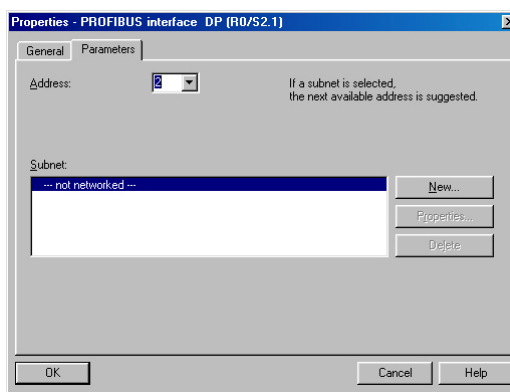 Properties - PROFIBUS interface DP (R0/S2.1)
General Parameters
Address:
2
If a subnet is selected,
the next available address is suggested.
Subnet:
--- not networked ---
New...
Properties...
Delete
OK
Cancel
Help